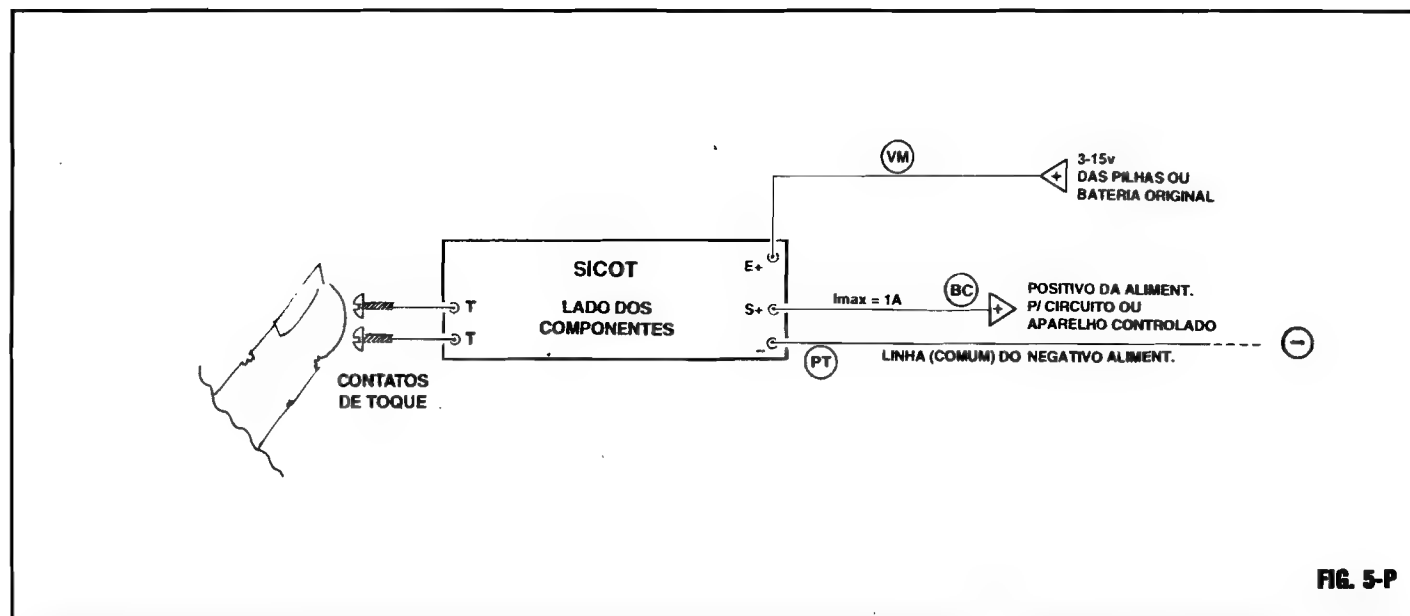 VM
3-15v
DAS PILHAS OU
BATERIA ORIGINAL
+
SICOT
LADO DOS
COMPONENTES
E+
S+
-
T
T
Imax = 1A
BC
+
POSITIVO DA ALIMENT.
P/ CIRCUITO OU
APARELHO CONTROLADO
PT
LINHA (COMUM) DO NEGATIVO ALIMENT.
-
CONTATOS
DE TOQUE
FIG. 5-P